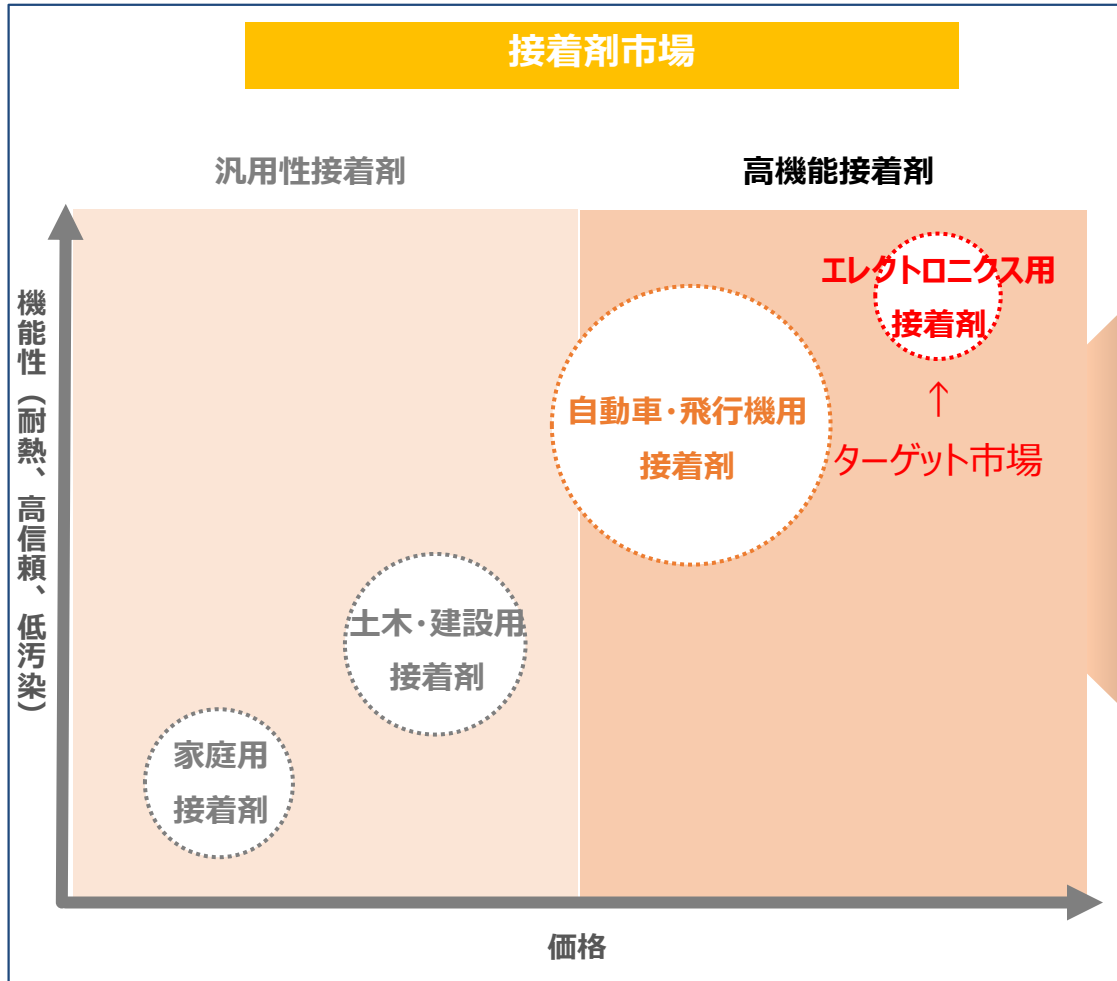 接着剤市場
汎用性接着剤
高機能接着剤
機能性（耐熱、高信頼、低汚染）
エレクトロニクス用
接着剤
↑
ターゲット市場
自動車・飛行機用
接着剤
土木・建設用
接着剤
家庭用
接着剤
価格